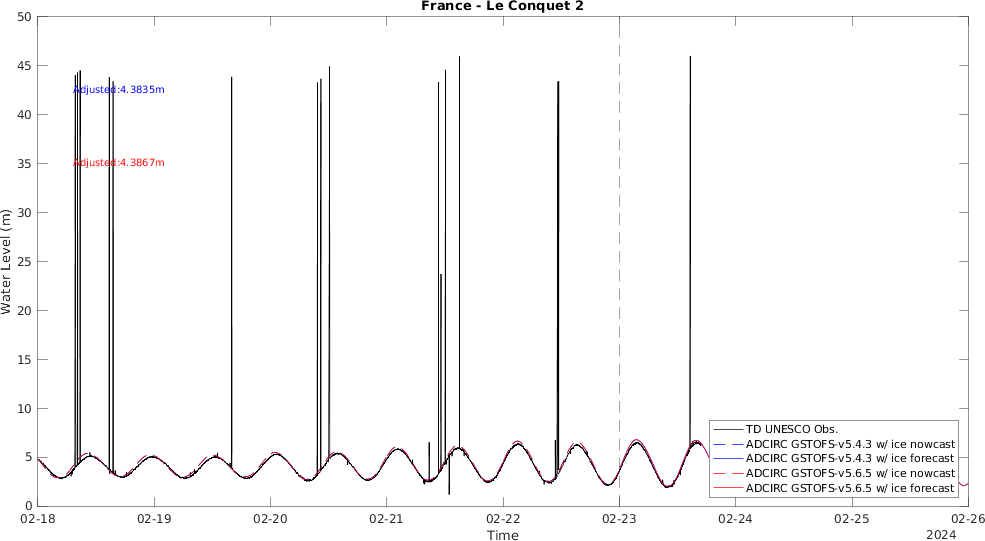 France - Le Conquet 2
50
45
40
35
30
25
20
15
10
5
0
Water Level (m)
Adjusted:4.3835m
Adjusted:4.3867m
TD UNESCO Obs.
ADCIRC GSTOFS-v5.4.3 w/ ice nowcast
ADCIRC GSTOFS-v5.4.3 w/ ice forecast
ADCIRC GSTOFS-v5.6.5 w/ ice nowcast
ADCIRC GSTOFS-v5.6.5 w/ ice forecast
02-18 02-19 02-20 02-21 02-22 02-23 02-24 02-25 02-26
Time
2024